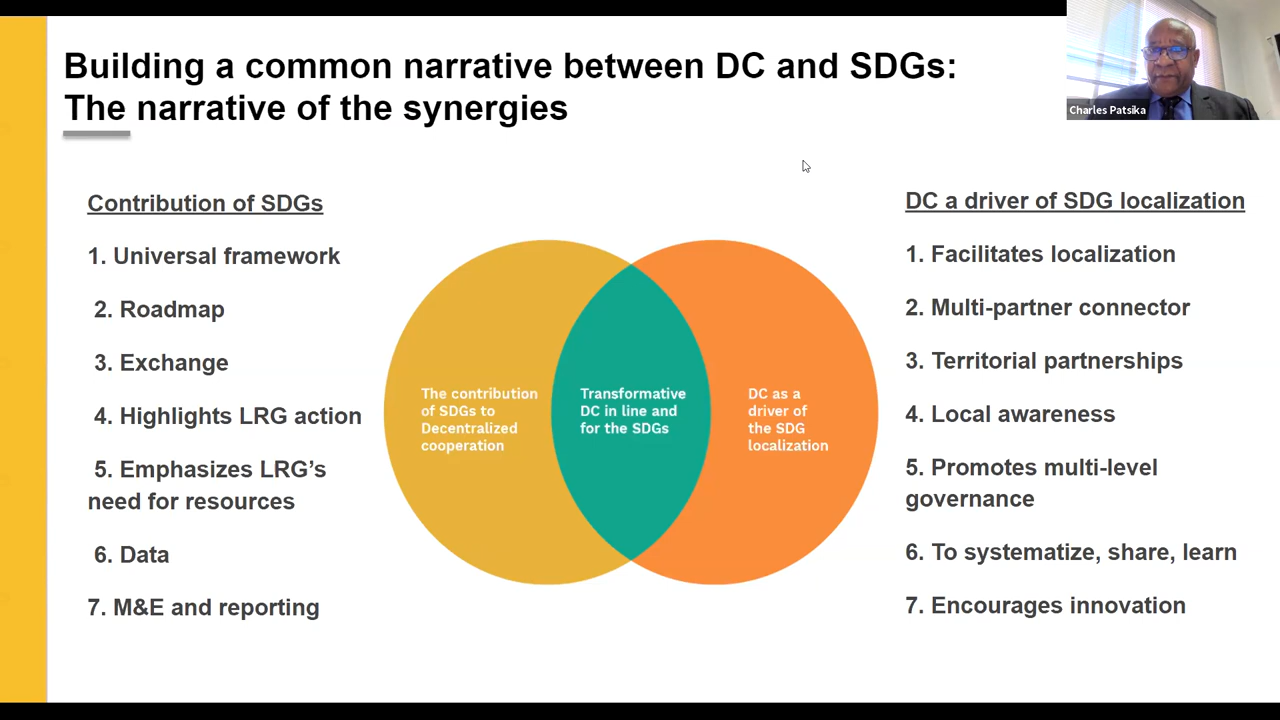 Building a common narrative between DC and SDGs:
The narrative of the synergies
Charles Patsika
Contribution of SDGs
1. Universal framework
2. Roadmap
3. Exchange
4. Highlights LRG action
5. Emphasizes LRG’s
need for resources
6. Data
7. M&E and reporting
The contribution
of SDGs to
Decentralized
cooperation
Transformative
DC in line and
for the SDGs
DC as a
driver of
the SDG
localization
DC a driver of SDG localization
1. Facilitates localization
2. Multi-partner connector
3. Territorial partnerships
4. Local awareness
5. Promotes multi-level
governance
6. To systematize, share, learn
7. Encourages innovation